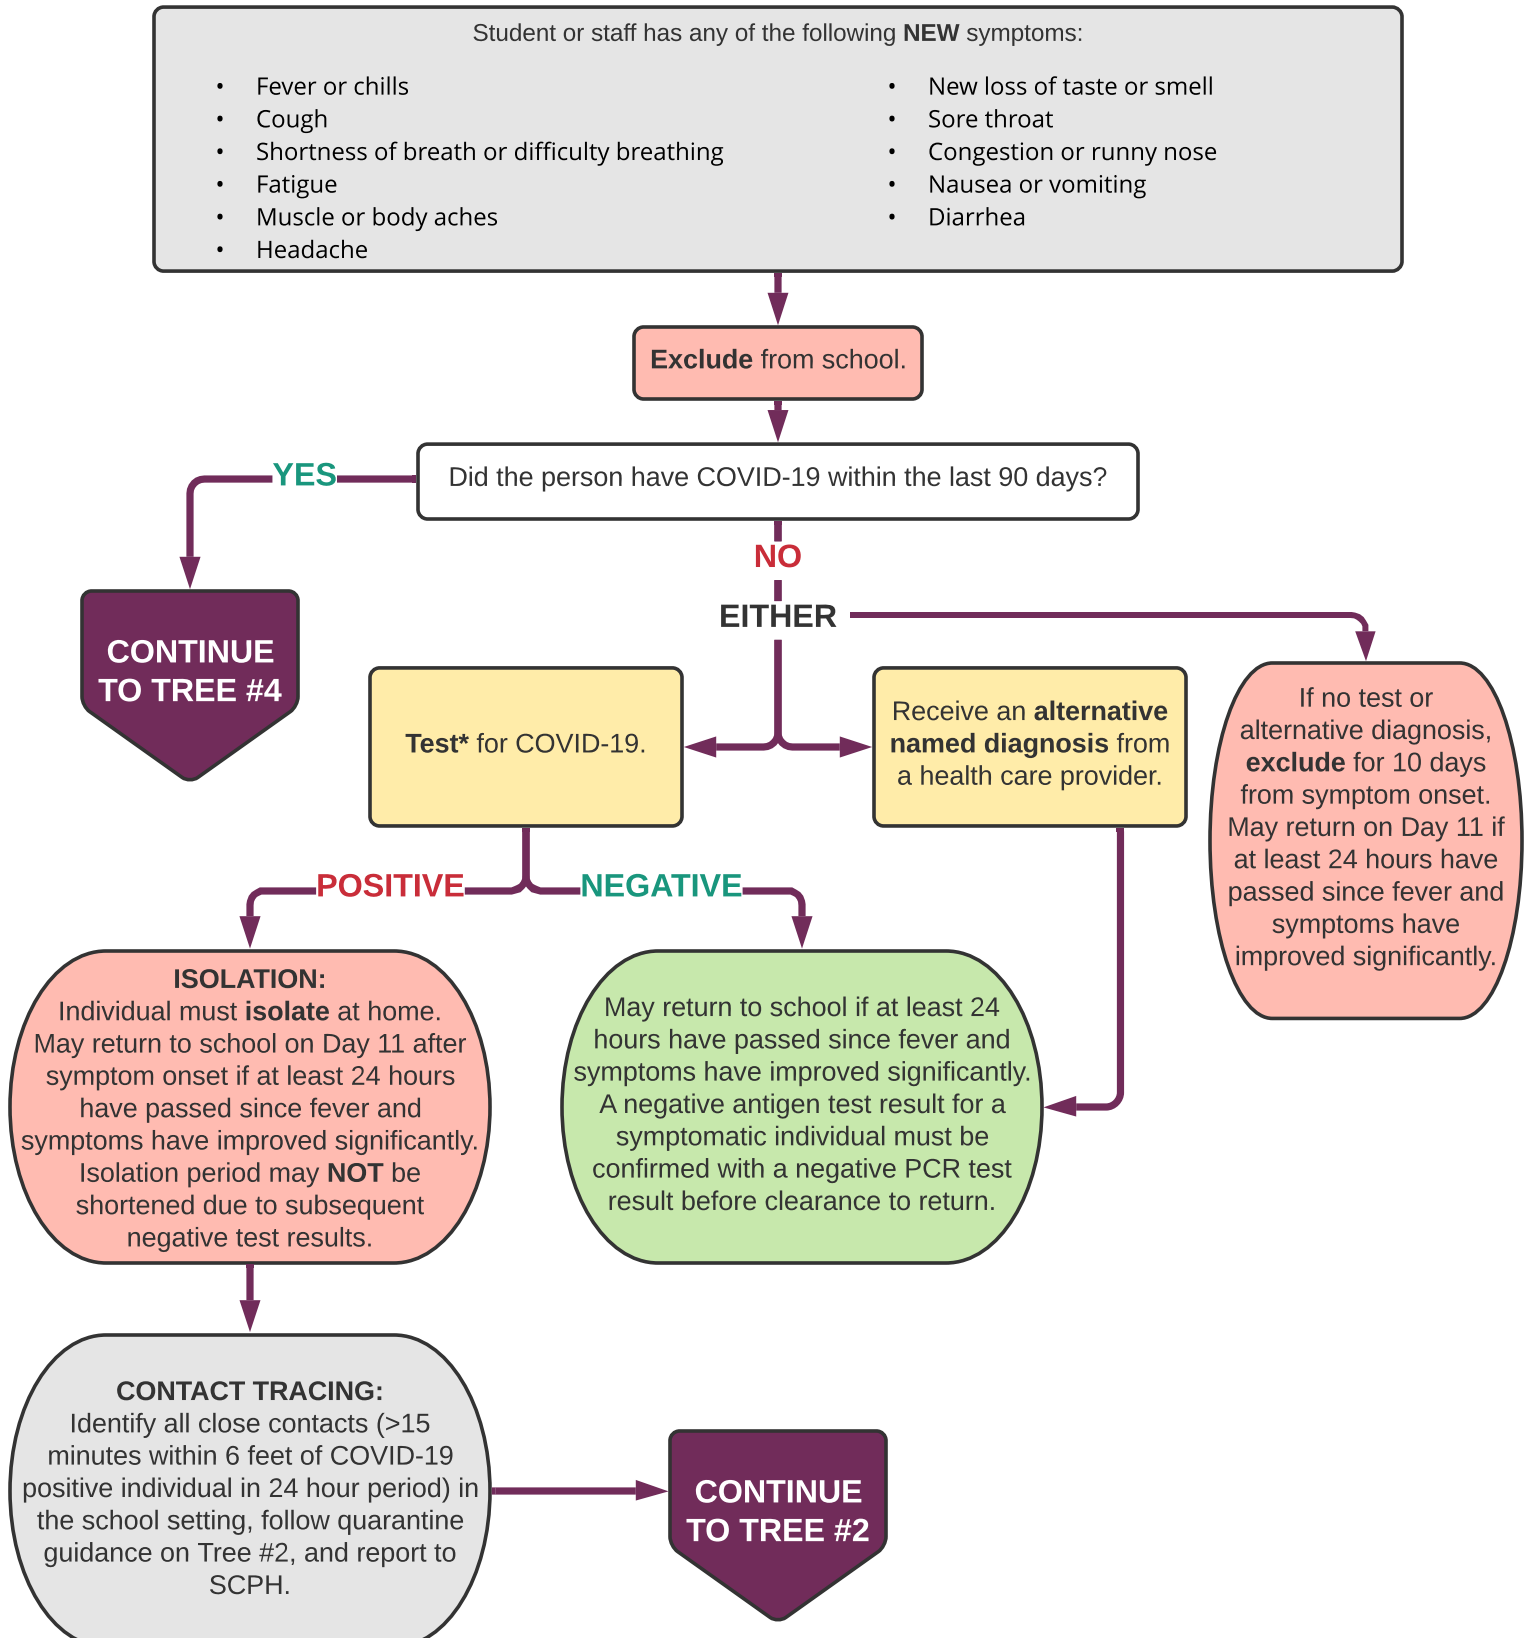 Student or staff has any of the following NEW symptoms:
• Fever or chills
• Cough
• Shortness of breath or difficulty breathing
• Fatigue
• Muscle or body aches
• Headache
• New loss of taste or smell
• Sore throat
• Congestion or runny nose
• Nausea or vomiting
• Diarrhea
Exclude from school.
Did the person have COVID-19 within the last 90 days?
YES
NO
EITHER
CONTINUE
TO TREE #4
Test* for COVID-19.
Receive an alternative
named diagnosis from
a health care provider.
If no test or
alternative diagnosis,
exclude for 10 days
from symptom onset.
May return on Day 11 if
at least 24 hours have
passed since fever and
symptoms have
improved significantly.
POSITIVE
NEGATIVE
ISOLATION:
Individual must isolate at home.
May return to school on Day 11 after
symptom onset if at least 24 hours
have passed since fever and
symptoms have improved significantly.
Isolation period may NOT be
shortened due to subsequent
negative test results.
May return to school if at least 24
hours have passed since fever and
symptoms have improved significantly.
A negative antigen test result for a
symptomatic individual must be
confirmed with a negative PCR test
result before clearance to return.
CONTACT TRACING:
Identify all close contacts (>15
minutes within 6 feet of COVID-19
positive individual in 24 hour period) in
the school setting, follow quarantine
guidance on Tree #2, and report to
SCPH.
CONTINUE
TO TREE #2